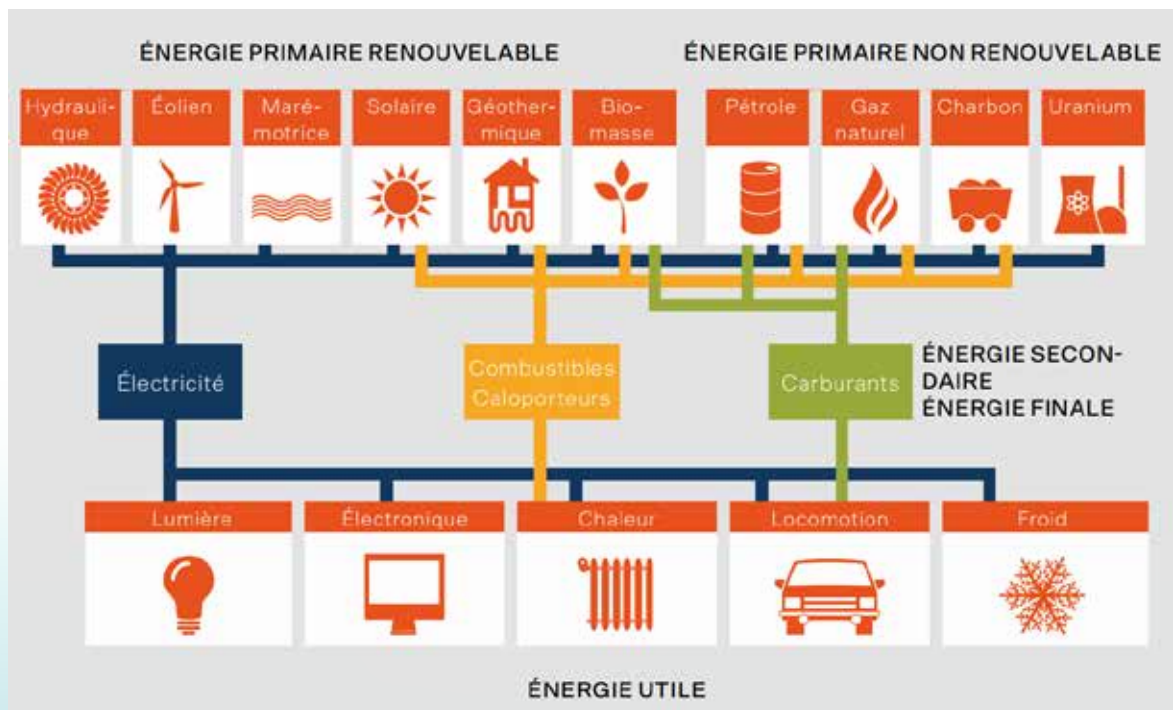 ÉNERGIE PRIMAIRE RENOUVELABLE
ÉNERGIE PRIMAIRE NON RENOUVELABLE
Hydrauli-
que
Éolien
Maré-
motrice
Solaire
Géother-
mique
Bio-
masse
Pétrole
Gaz
naturel
Charbon
Uranium
Électricité
Combustibles
Caloporteurs
Carburants
ÉNERGIE SECON-
DAIRE
ÉNERGIE FINALE
Lumière
Électronique
Chaleur
Locomotion
Froid
ÉNERGIE UTILE